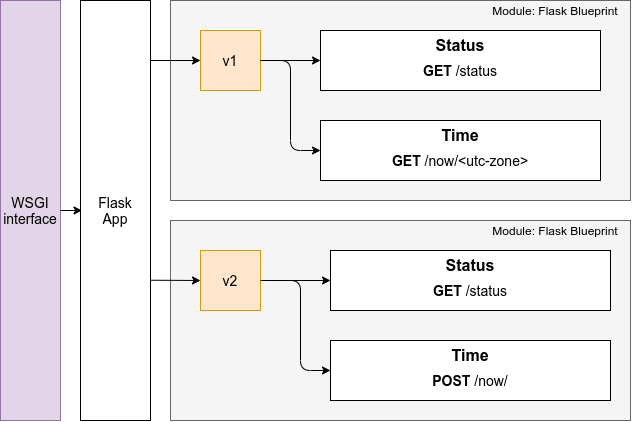 WSGI
interface
Flask
App
Module: Flask Blueprint
v1
Status
GET /status
Time
GET /now/<utc-zone>
Module: Flask Blueprint
v2
Status
GET /status
Time
POST /now/